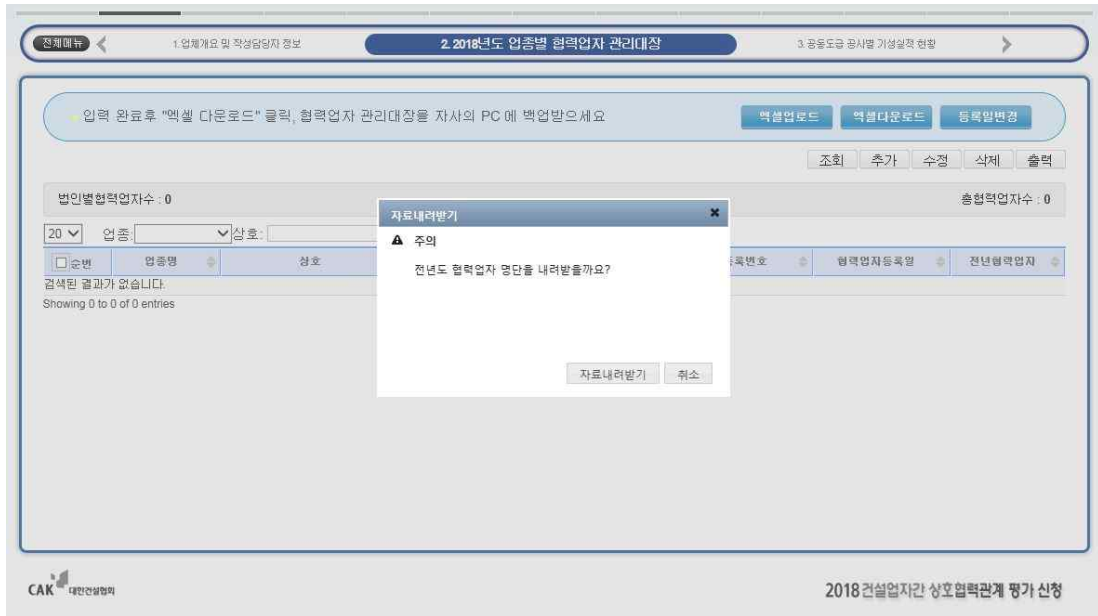 전체메뉴 1.업체개요 및 작성담당자 정보 2.2018년도 업종별 협력업자 관리대장 3.공동도급 공사별 기성실적 현황
입력 완료후 "엑셀 다운로드" 클릭, 협력업자 관리대장을 자사의 PC에 백업받으세요 엑셀업로드 엑셀다운로드 등록일변경
조회 추가 수정 삭제 출력
법인별협력업자수 : 0 총협력업자수 : 0
자료내려받기
20 업종: 상호:
주의
순번 업종명 상호 록번호 협력업자등록일 전년협력업자
전년도 협력업자 명단을 내려받을까요?
검색된 결과가 없습니다.
Showing 0 to 0 of 0 entries
자료내려받기 취소
CAK 대한건설협회 2018 건설업자간 상호협력관계 평가 신청